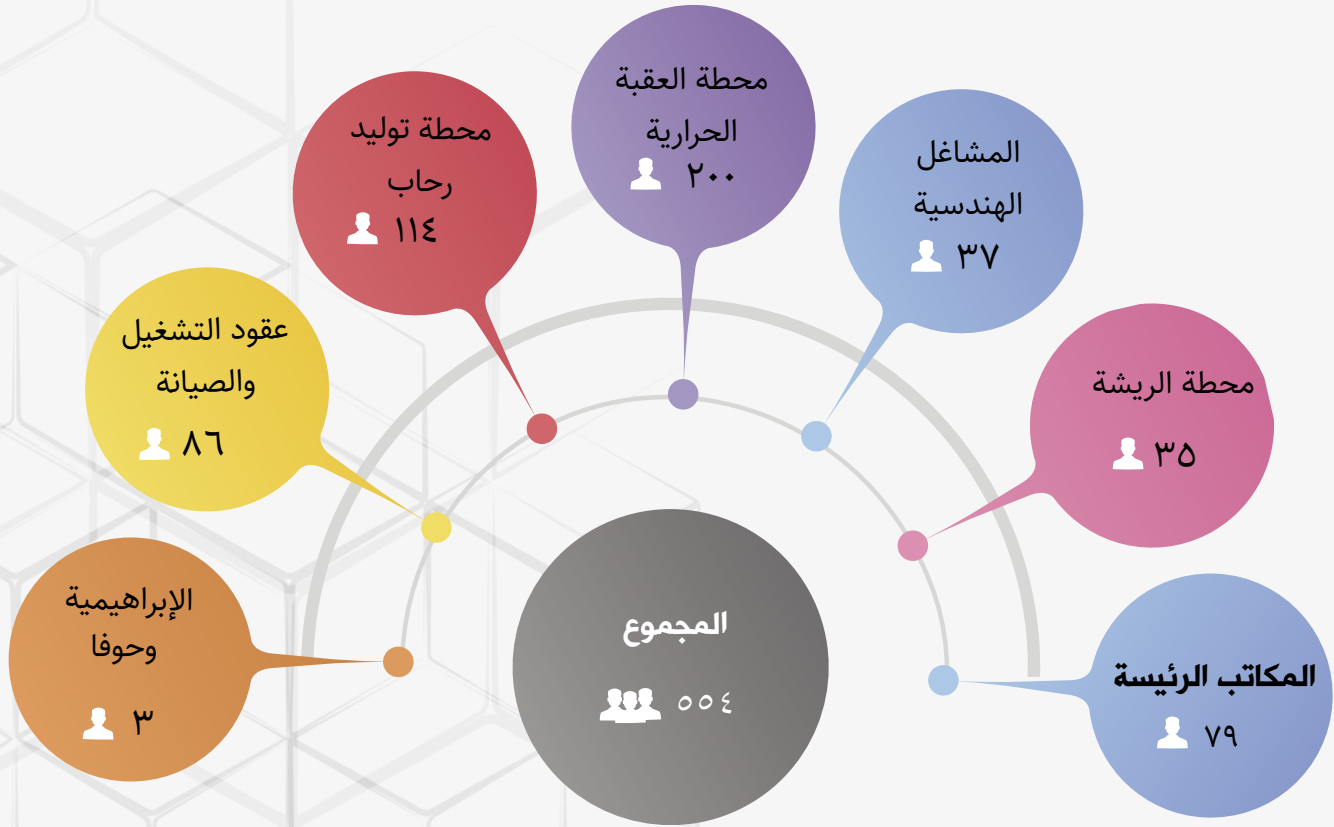 محطة العقبة
الحرارية
٢٠٠
المشاغل
الهندسية
٣٧
محطة توليد
رحاب
١١٤
محطة الريشة
٣٥
عقود التشغيل
والصيانة
٨٦
المكاتب الرئيسة
٧٩
الإبراهيمية
وحوفا
٣
المجموع
٥٥٤